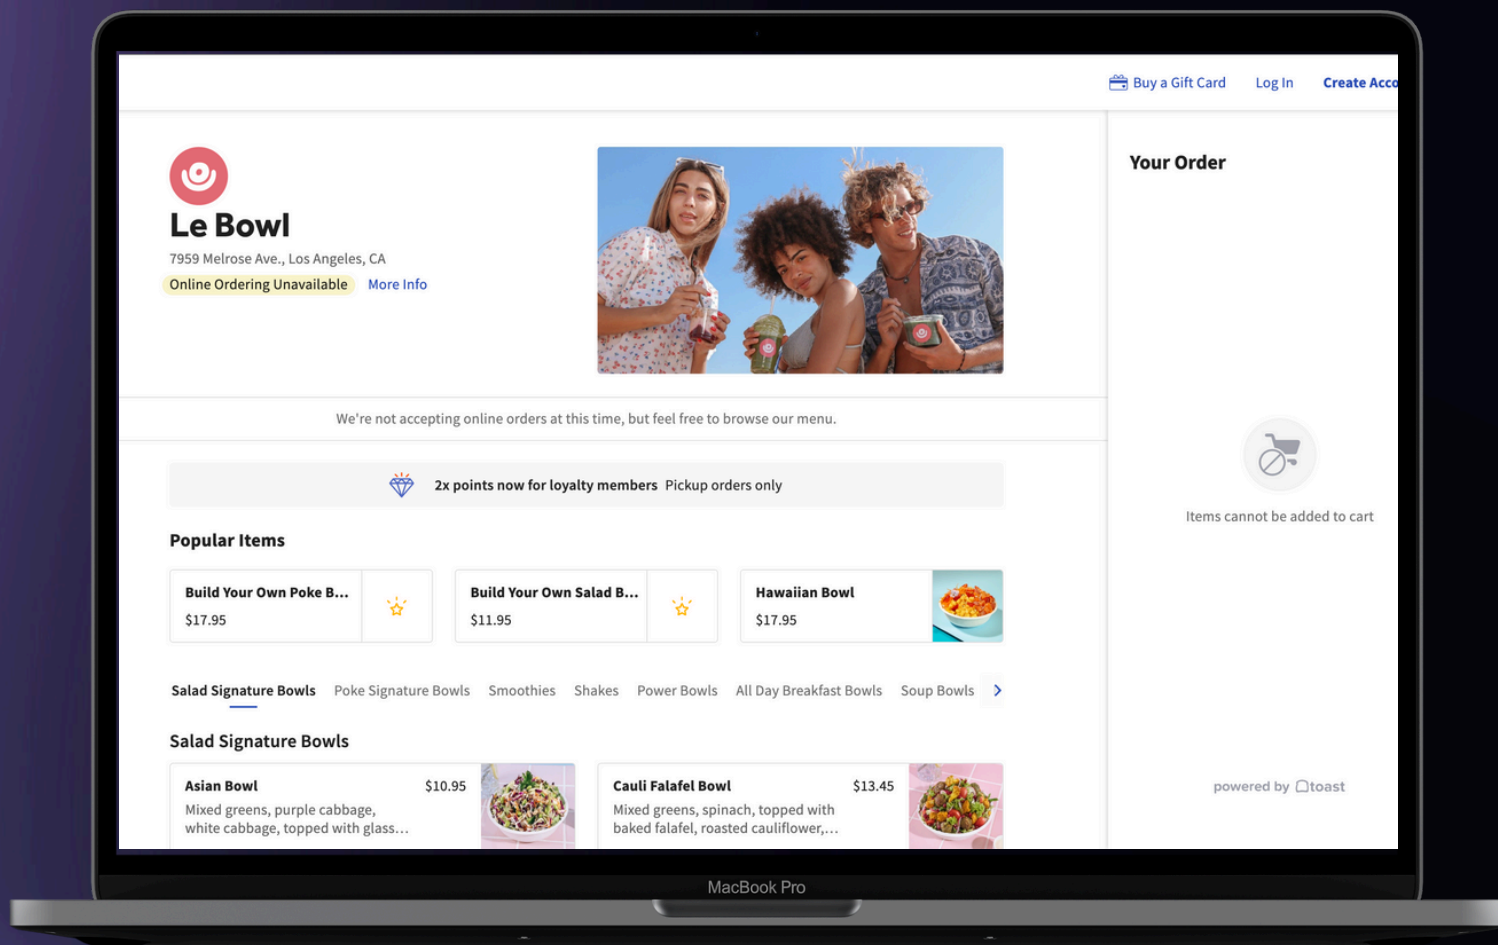 Buy a Gift Card
Log In
Create Acco
Le Bowl
7959 Melrose Ave., Los Angeles, CA
Online Ordering Unavailable
More Info
Your Order
We're not accepting online orders at this time, but feel free to browse our menu.
2x points now for loyalty members Pickup orders only
Items cannot be added to cart
Popular Items
Build Your Own Poke B...
$17.95
Build Your Own Salad B...
$11.95
Hawaiian Bowl
$17.95
Salad Signature Bowls
Poke Signature Bowls
Smoothies
Shakes
Power Bowls
All Day Breakfast Bowls
Soup Bowls
Salad Signature Bowls
Asian Bowl
$10.95
Mixed greens, purple cabbage,
white cabbage, topped with glass...
Cauli Falafel Bowl
$13.45
Mixed greens, spinach, topped with
baked falafel, roasted cauliflower,...
powered by toast
MacBook Pro